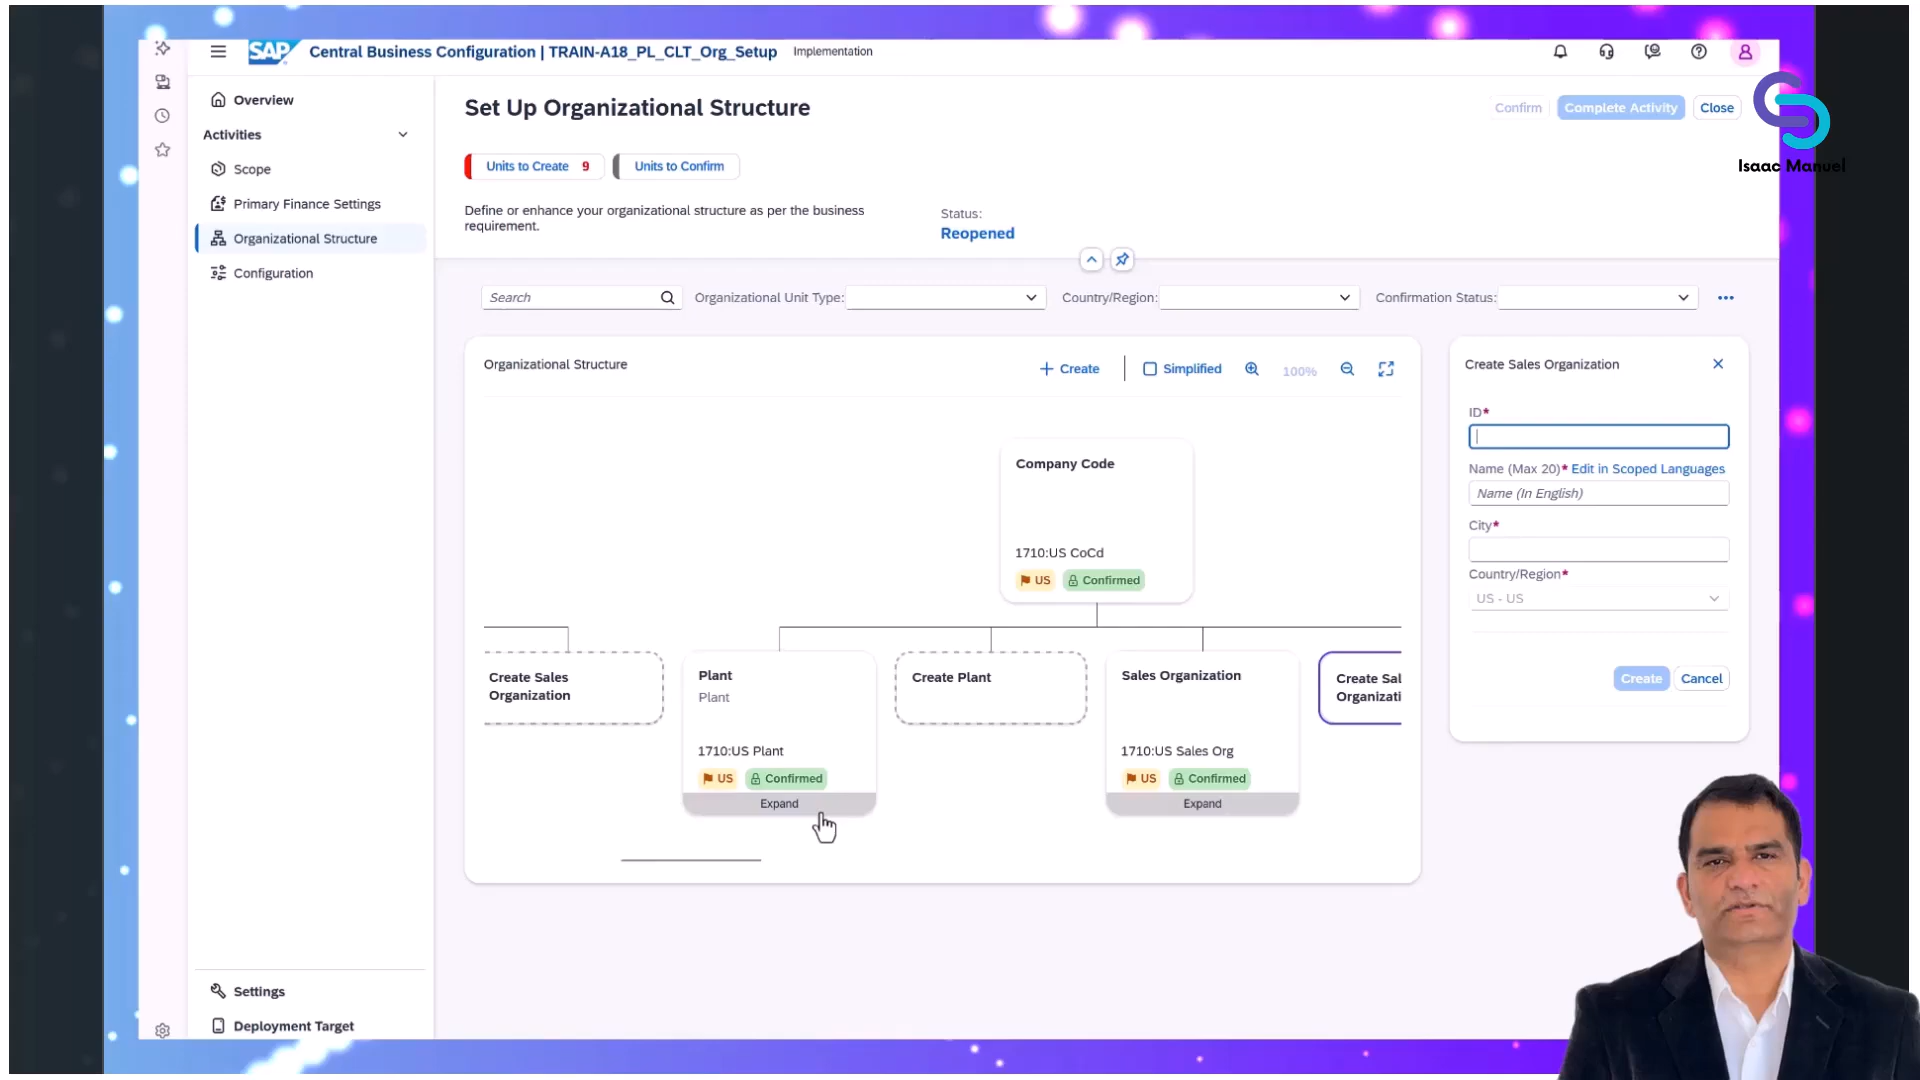 SAP
Central Business Configuration | TRAIN-A18_PL_CLT_Org_Setup
Implementation
Isaac Manuel
Overview
Activities
Scope
Primary Finance Settings
Organizational Structure
Configuration
Settings
Deployment Target
Set Up Organizational Structure
Confirm
Complete Activity
Close
Units to Create 9
Units to Confirm
Define or enhance your organizational structure as per the business
requirement.
Status:
Reopened
Search
Organizational Unit Type:
Country/Region:
Confirmation Status:
Organizational Structure
Create
Simplified
100%
Company Code
1710:US CoCd
US
Confirmed
Create Sales
Organization
Plant
Plant
1710:US Plant
US
Confirmed
Expand
Create Plant
Sales Organization
1710:US Sales Org
US
Confirmed
Expand
Create Sal
Organizati
Create Sales Organization
ID*
Name (Max 20)* Edit in Scoped Languages
Name (In English)
City*
Country/Region*
US - US
Create
Cancel